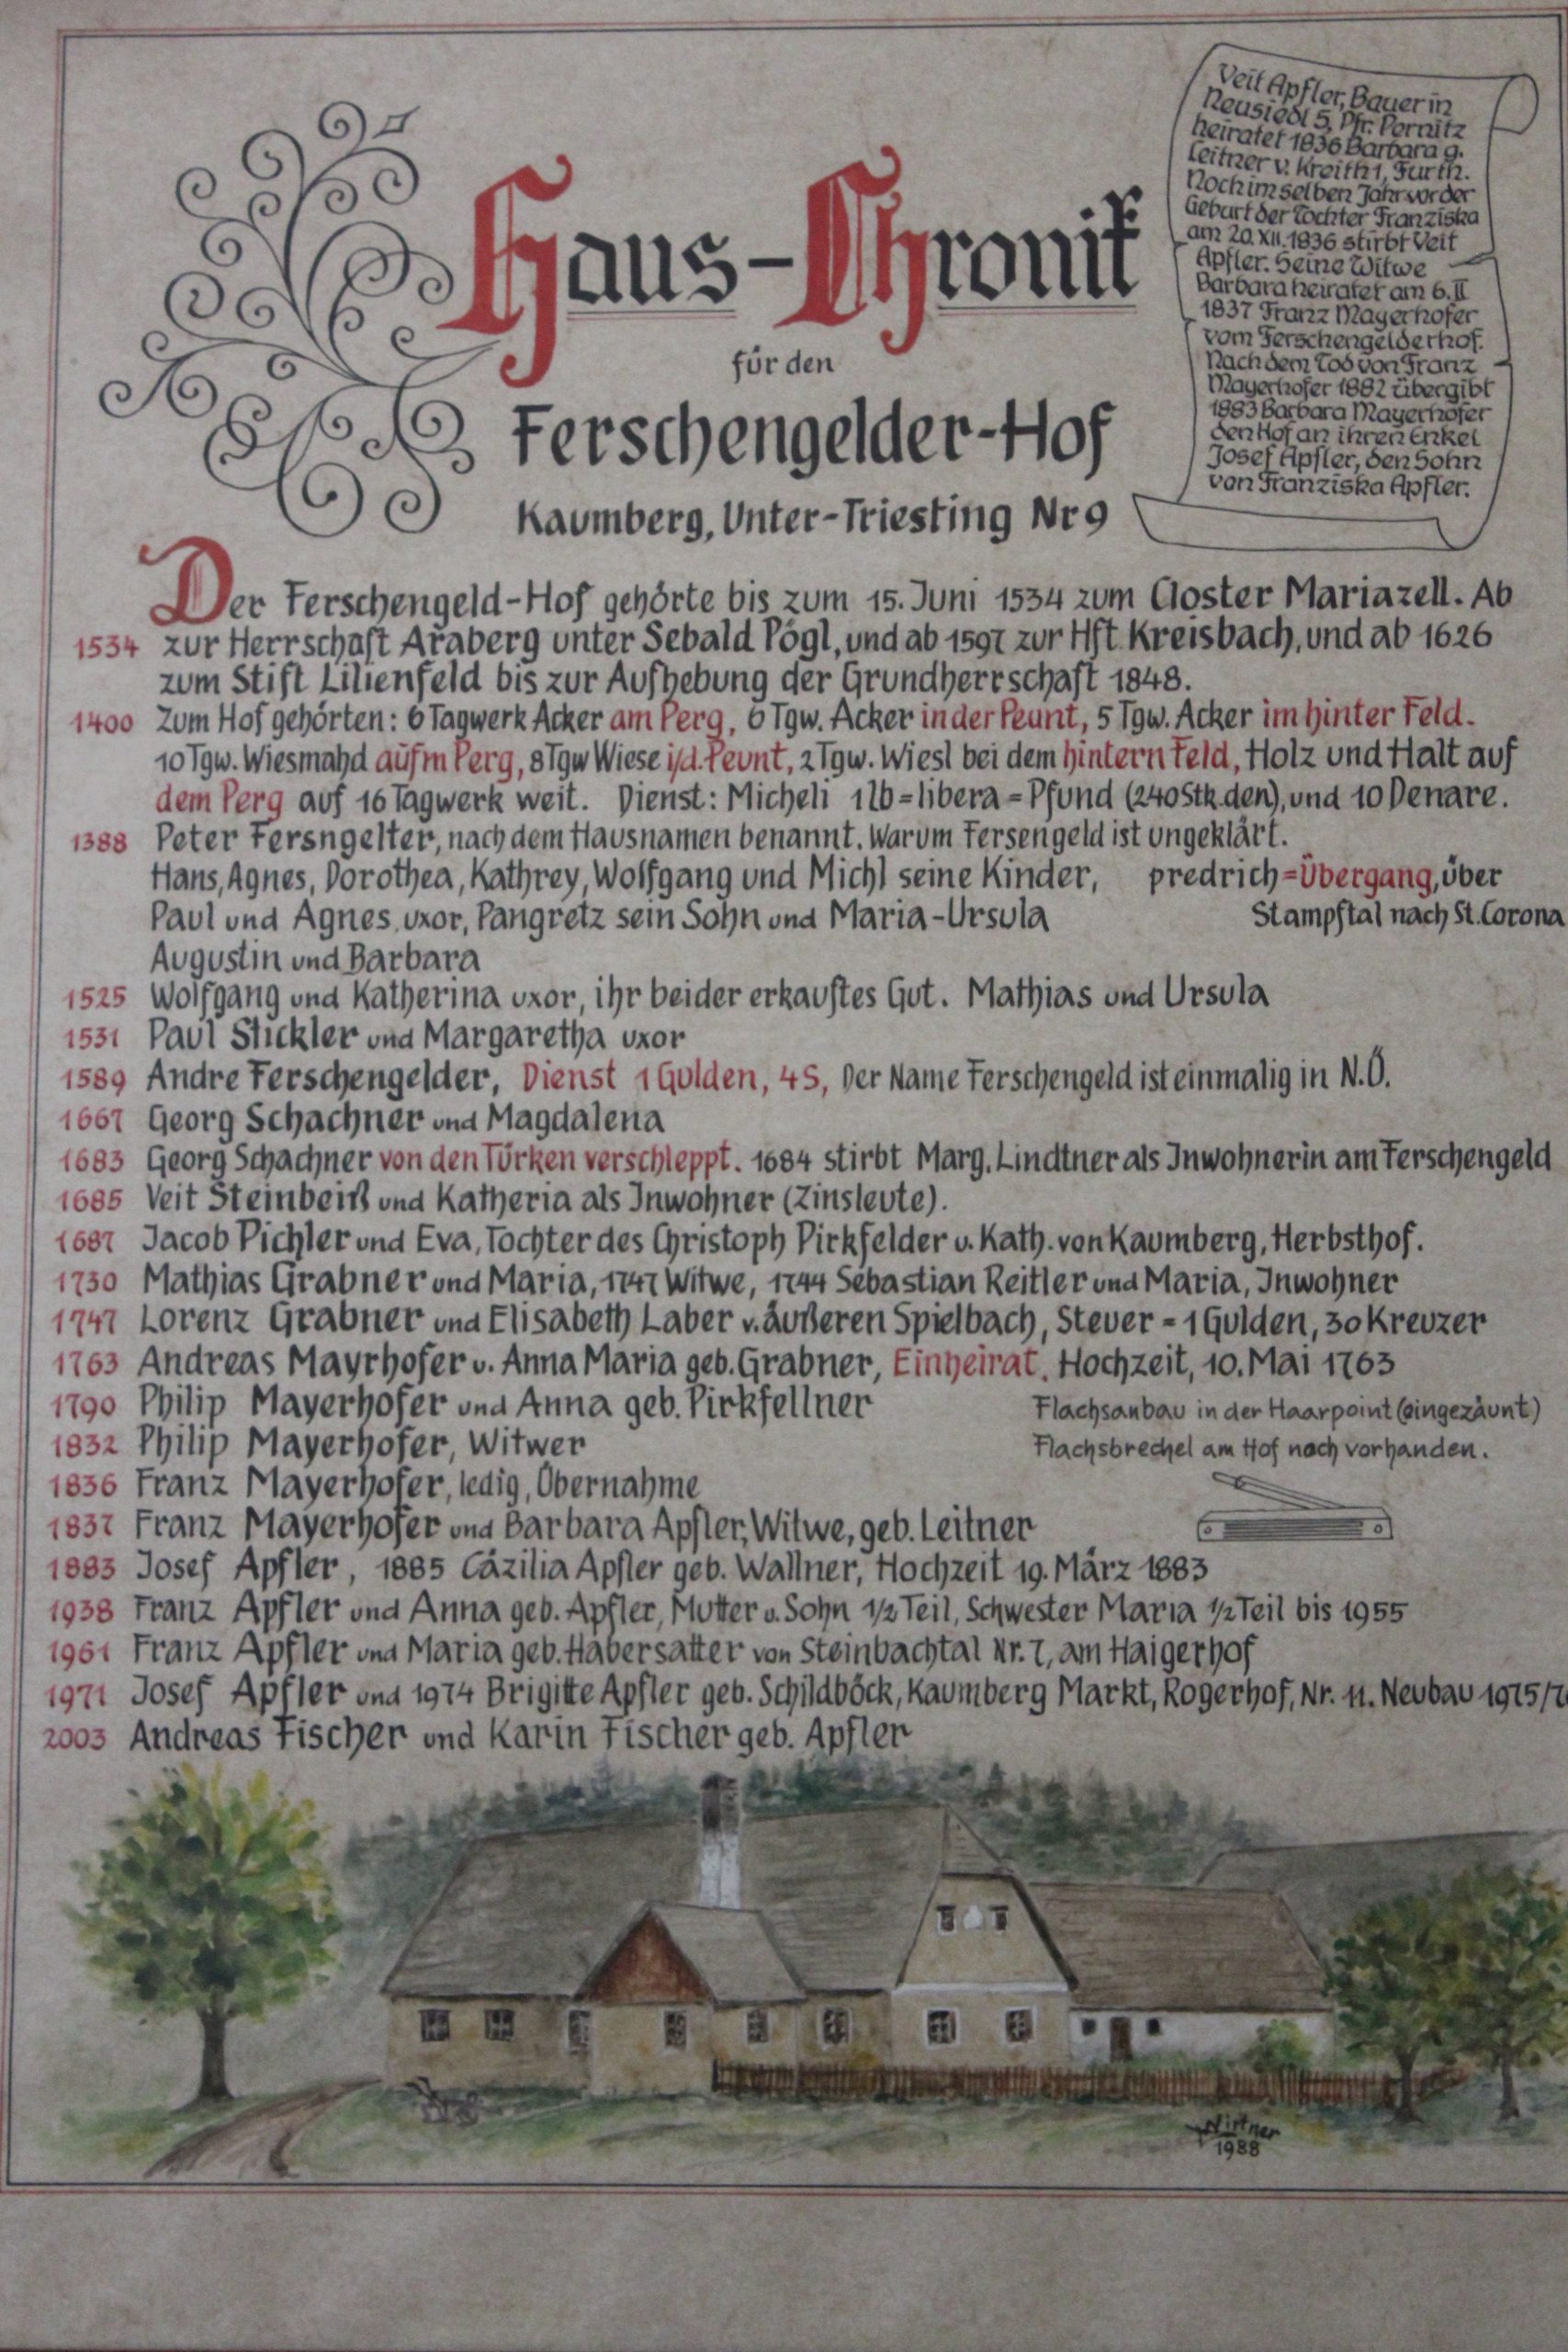 Haus-Chronik
für den
Ferschengelder-Hof
Kaumberg, Unter-Triesting Nr 9
Veit Apfler, Bauer in
Neusiedl 5, Pfr. Pernitz
heiratet 1836 Barbara g.
Leitner v. Kreith 1, Furth.
Noch im selben Jahr vor der
Geburt der Tochter Franziska
am 20. XII. 1836 stirbt Veit
Apfler. Seine Witwe
Barbara heiratet am 6. II
1837 Franz Mayerhofer
vom Ferschengelderhof.
Nach dem Tod von Franz
Mayerhofer 1882 übergibt
1883 Barbara Mayerhofer
den Hof an ihren Enkel
Josef Apfler, den Sohn
von Franziska Apfler.
Der Ferschengeld-Hof gehörte bis zum 15. Juni 1534 zum Closter Mariazell. Ab
1534 zur Herrschaft Araberg unter Sebald Pögl, und ab 1597 zur Hft Kreisbach, und ab 1626
zum Stift Lilienfeld bis zur Aufhebung der Grundherrschaft 1848.
1400 Zum Hof gehörten: 6 Tagwerk Acker am Perg, 6 Tgw. Acker in der Peunt, 5 Tgw. Acker im hinter Feld.
10 Tgw. Wiesmahd aufm Perg, 8 Tgw Wiese i/d. Peunt, 2 Tgw. Wiesl bei dem hintern Feld, Holz und Halt auf
dem Perg auf 16 Tagwerk weit. Dienst: Micheli 1 lb = libera = Pfund (240 Stk. den), und 10 Denare.
1388 Peter Fersngelter, nach dem Hausnamen benannt. Warum Fersengeld ist ungeklärt.
Hans, Agnes, Dorothea, Kathrey, Wolfgang und Michl seine Kinder, predrich = Übergang, über
Paul und Agnes uxor, Pangretz sein Sohn und Maria-Ursula Stampftal nach St. Corona
Augustin und Barbara
1525 Wolfgang und Katherina uxor, ihr beider erkauftes Gut. Mathias und Ursula
1531 Paul Stickler und Margaretha uxor
1589 Andre Ferschengelder, Dienst 1 Gulden, 4 S, Der Name Ferschengeld ist einmalig in N.Ö.
1667 Georg Schachner und Magdalena
1683 Georg Schachner von den Türken verschleppt. 1684 stirbt Marg. Lindtner als Inwohnerin am Ferschengeld
1685 Veit Steinbeiß und Katheria als Inwohner (Zinsleute).
1687 Jacob Pichler und Eva, Tochter des Christoph Pirkfelder u. Kath. von Kaumberg, Herbsthof.
1730 Mathias Grabner und Maria, 1747 Witwe, 1744 Sebastian Reitler und Maria, Inwohner
1747 Lorenz Grabner und Elisabeth Laber v. äußeren Spielbach, Steuer = 1 Gulden, 30 Kreuzer
1763 Andreas Mayrhofer u. Anna Maria geb. Grabner, Einheirat, Hochzeit, 10. Mai 1763
1790 Philip Mayerhofer und Anna geb. Pirkfellner Flachsanbau in der Haarpoint (eingezäunt)
1832 Philip Mayerhofer, Witwer Flachsbrechel am Hof noch vorhanden.
1836 Franz Mayerhofer, ledig, Übernahme
1837 Franz Mayerhofer und Barbara Apfler, Witwe, geb. Leitner
1883 Josef Apfler, 1885 Cäzilia Apfler geb. Wallner, Hochzeit 19. März 1883
1938 Franz Apfler und Anna geb. Apfler, Mutter u. Sohn 1/2 Teil, Schwester Maria 1/2 Teil bis 1955
1961 Franz Apfler und Maria geb. Habersatter von Steinbachtal Nr. 7, am Haigerhof
1971 Josef Apfler und 1974 Brigitte Apfler geb. Schildböck, Kaumberg Markt, Rogerhof, Nr. 11. Neubau 1975/7
2003 Andreas Fischer und Karin Fischer geb. Apfler
1988